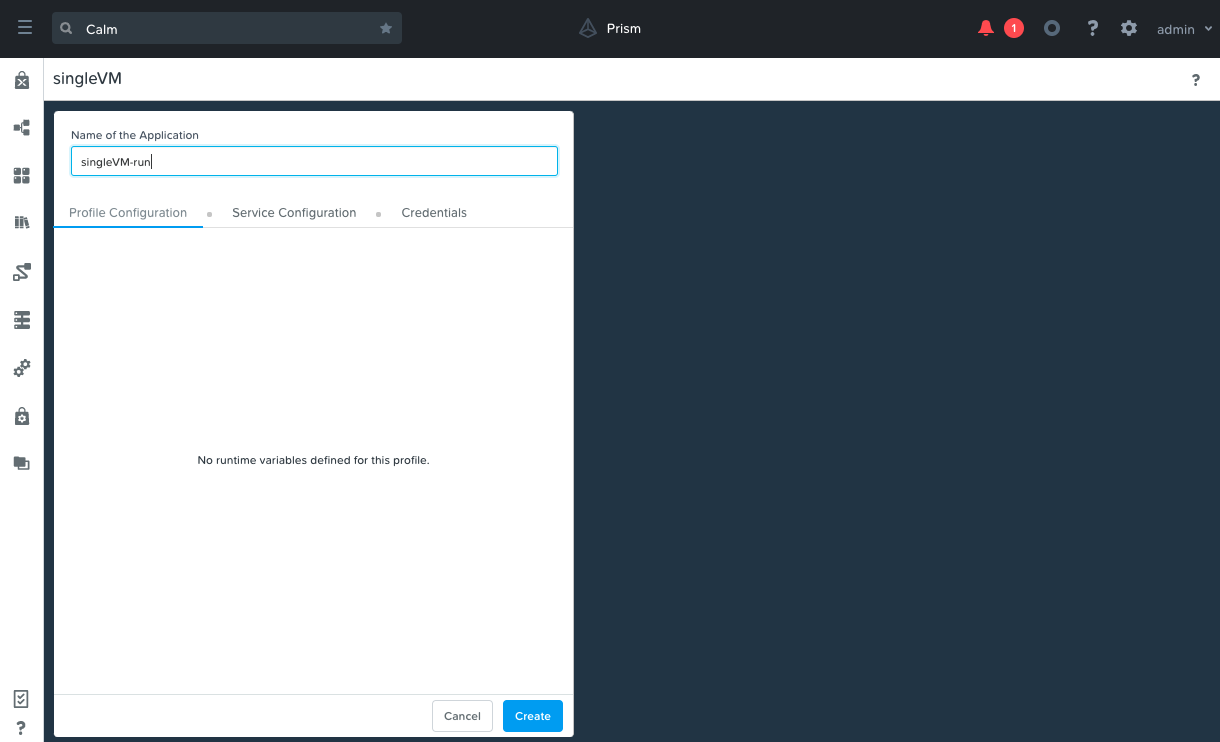 Calm
Prism
1
?
admin
singleVM
?
Name of the Application
singleVM-run
Profile Configuration
Service Configuration
Credentials
No runtime variables defined for this profile.
?
Cancel
Create